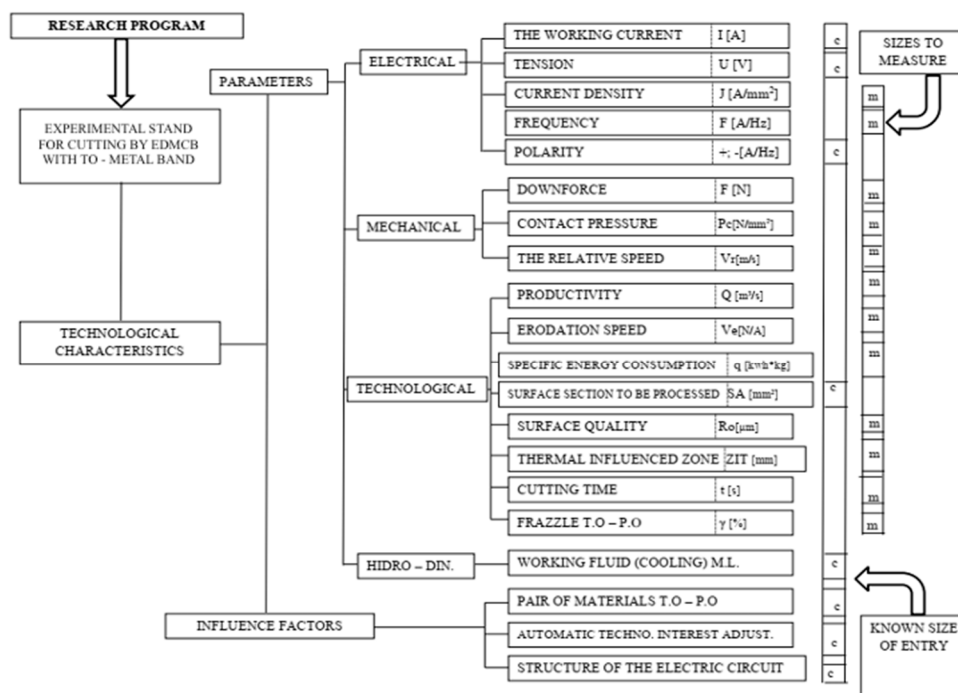 RESEARCH PROGRAM
EXPERIMENTAL STAND
FOR CUTTING BY EDMCB
WITH TO - METAL BAND
TECHNOLOGICAL
CHARACTERISTICS
PARAMETERS
INFLUENCE FACTORS
ELECTRICAL
MECHANICAL
TECHNOLOGICAL
HIDRO – DIN.
THE WORKING CURRENT I [A]
TENSION U [V]
CURRENT DENSITY J [A/mm²]
FREQUENCY F [A/Hz]
POLARITY +; -[A/Hz]
DOWNFORCE F [N]
CONTACT PRESSURE Pc[N/mm²]
THE RELATIVE SPEED Vr[m/s]
PRODUCTIVITY Q [m³/s]
ERODATION SPEED Ve[N/A]
SPECIFIC ENERGY CONSUMPTION q [kwh*kg]
SURFACE SECTION TO BE PROCESSED SA [mm²]
SURFACE QUALITY Ro[μm]
THERMAL INFLUENCED ZONE ZIT [mm]
CUTTING TIME t [s]
FRAZZLE T.O – P.O γ [%]
WORKING FLUID (COOLING) M.L.
PAIR OF MATERIALS T.O – P.O
AUTOMATIC TECHNO. INTEREST ADJUST.
STRUCTURE OF THE ELECTRIC CIRCUIT
c
c
c
c
c
c
c
c
m
m
m
m
m
m
m
m
m
m
m
m
SIZES TO
MEASURE
KNOWN SIZE
OF ENTRY